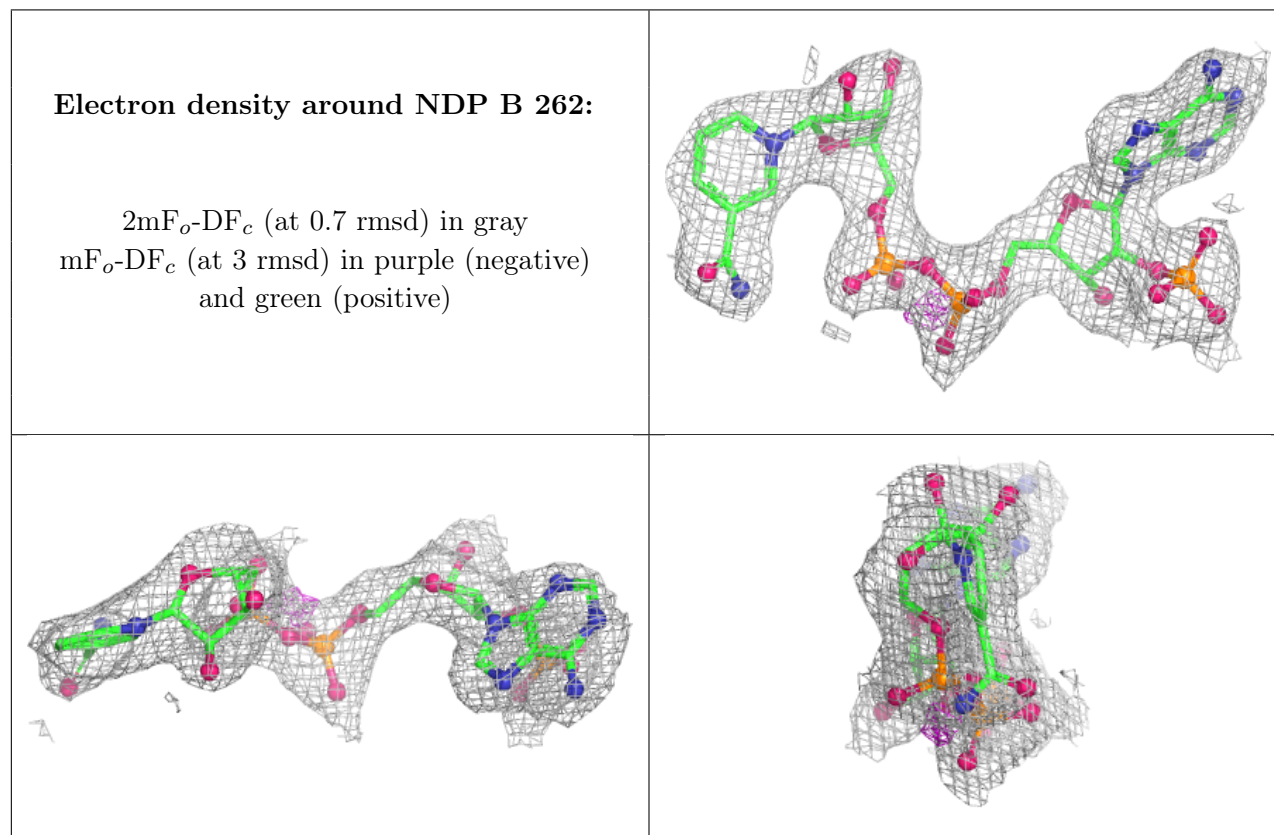 Electron density around NDP B 262:
2mFo-DFc (at 0.7 rmsd) in gray
mFo-DFc (at 3 rmsd) in purple (negative)
and green (positive)